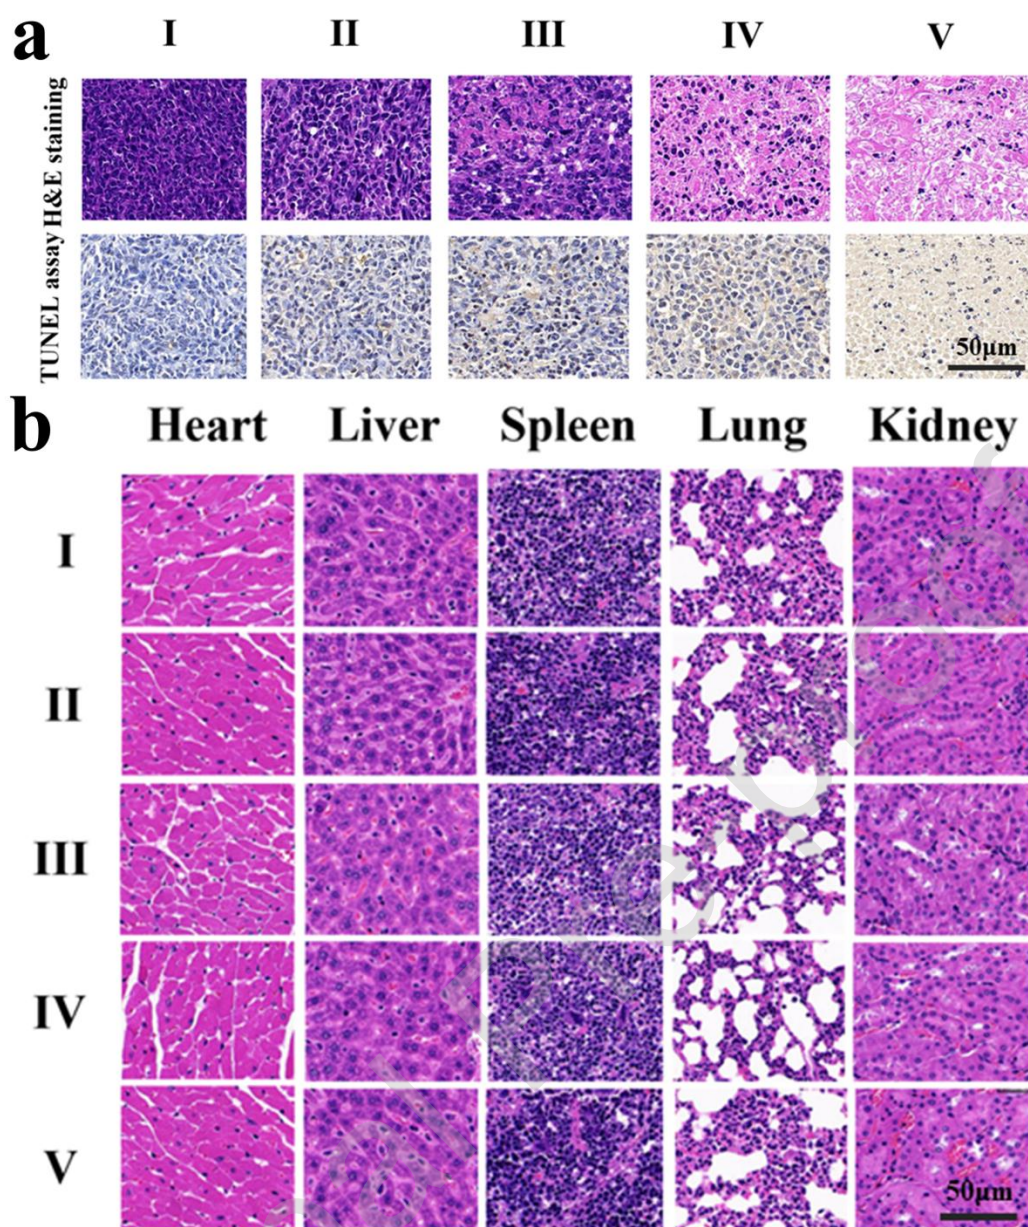 a
I II III IV V
H&E staining
TUNEL assay
50μm
b
Heart Liver Spleen Lung Kidney
I
II
III
IV
V
50μm